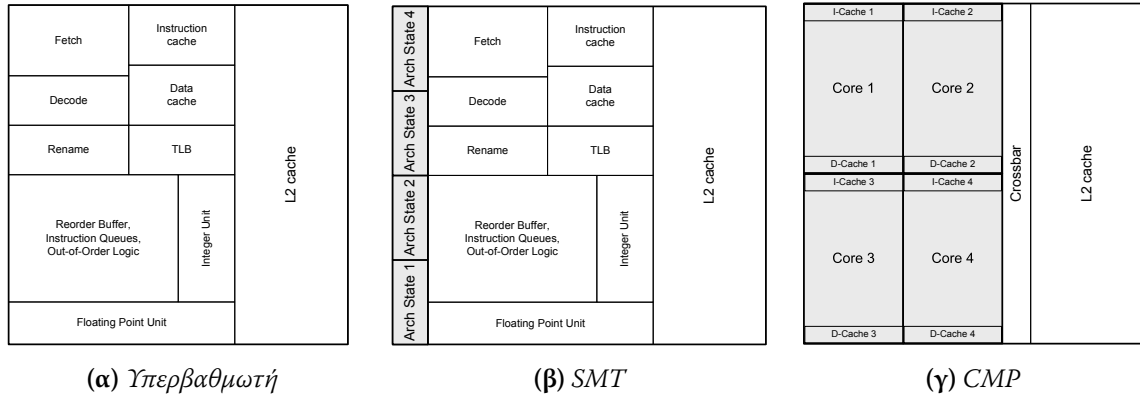 Fetch
Instruction
cache
Decode
Data
cache
Rename
TLB
Reorder Buffer,
Instruction Queues,
Out-of-Order Logic
Integer Unit
Floating Point Unit
L2 cache
(α) Υπερβαθμωτή
Arch State 4
Arch State 3
Arch State 2
Arch State 1
Fetch
Instruction
cache
Decode
Data
cache
Rename
TLB
Reorder Buffer,
Instruction Queues,
Out-of-Order Logic
Integer Unit
Floating Point Unit
L2 cache
(β) SMT
I-Cache 1
I-Cache 2
Core 1
Core 2
D-Cache 1
D-Cache 2
I-Cache 3
I-Cache 4
Core 3
Core 4
D-Cache 3
D-Cache 4
Crossbar
L2 cache
(γ) CMP